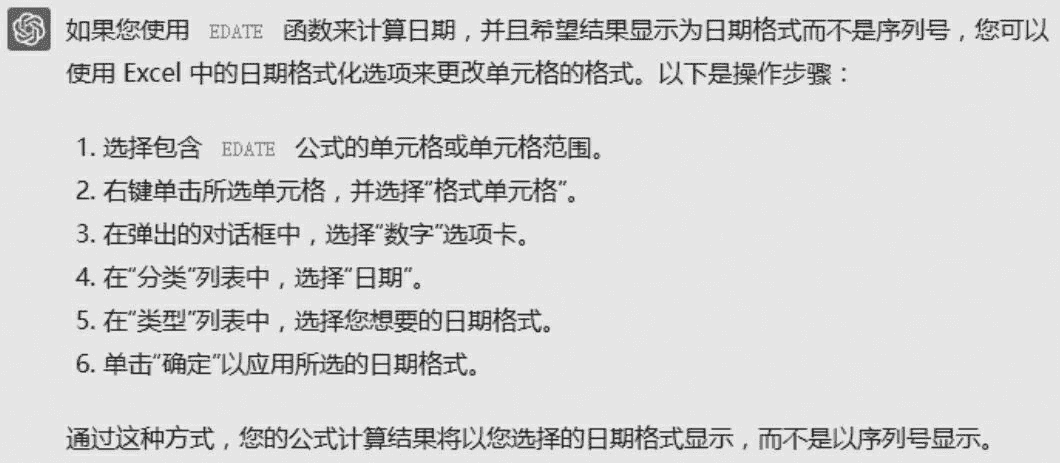 如果您使用 EDATE 函数来计算日期，并且希望结果显示为日期格式而不是序列号，您可以
使用 Excel 中的日期格式化选项来更改单元格的格式。以下是操作步骤：
1. 选择包含 EDATE 公式的单元格或单元格范围。
2. 右键单击所选单元格，并选择“格式单元格”。
3. 在弹出的对话框中，选择“数字”选项卡。
4. 在“分类”列表中，选择“日期”。
5. 在“类型”列表中，选择您想要的日期格式。
6. 单击“确定”以应用所选的日期格式。
通过这种方式，您的公式计算结果将以您选择的日期格式显示，而不是以序列号显示。